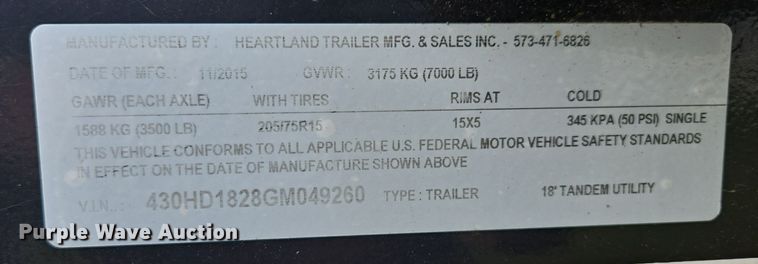 MANUFACTURED BY: HEARTLAND TRAILER MFG. & SALES INC. - 573-471-6826
DATE OF MFG.: 11/2015 GVWR: 3175 KG (7000 LB)
GAWR (EACH AXLE) WITH TIRES RIMS AT COLD
1588 KG (3500 LB) 205/75R15 15X5 345 KPA (50 PSI) SINGLE
THIS VEHICLE CONFORMS TO ALL APPLICABLE U.S. FEDERAL MOTOR VEHICLE SAFETY STANDARDS
IN EFFECT ON THE DATE OF MANUFACTURE SHOWN ABOVE
V.I.N..: 430HD1828GM049260 TYPE: TRAILER 18' TANDEM UTILITY
Purple Wave Auction